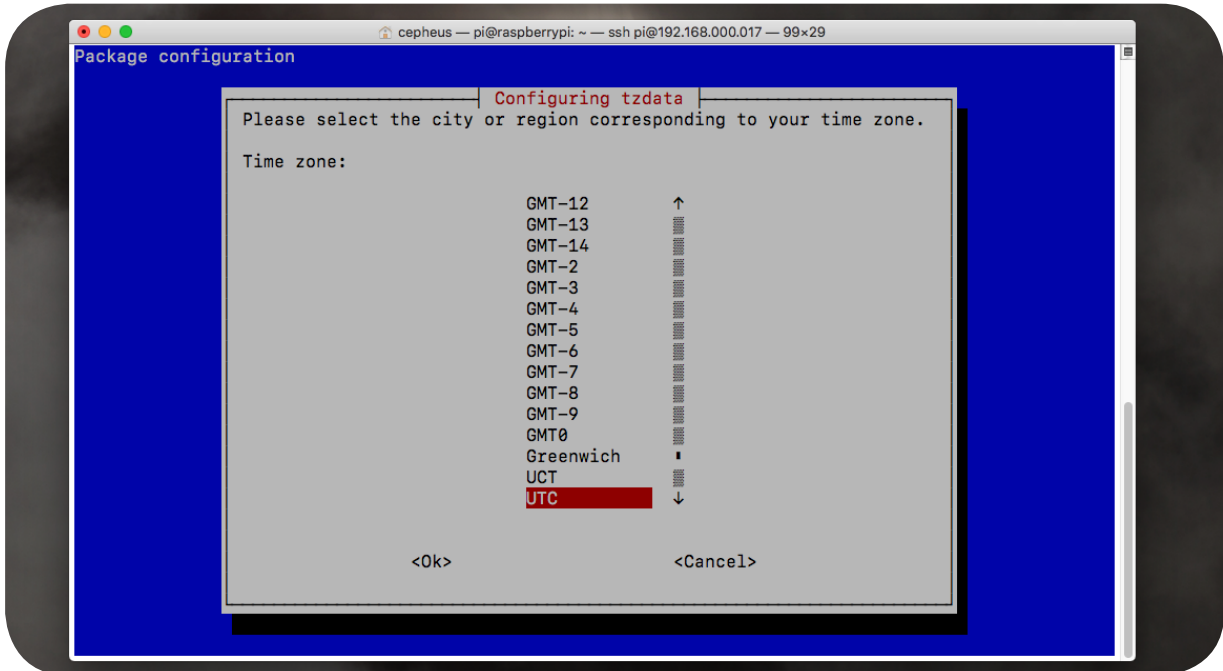 cepheus — pi@raspberrypi: ~ — ssh pi@192.168.000.017 — 99×29
Package configuration
Configuring tzdata
Please select the city or region corresponding to your time zone.
Time zone:
GMT-12
GMT-13
GMT-14
GMT-2
GMT-3
GMT-4
GMT-5
GMT-6
GMT-7
GMT-8
GMT-9
GMT0
Greenwich
UCT
UTC
<Ok> <Cancel>